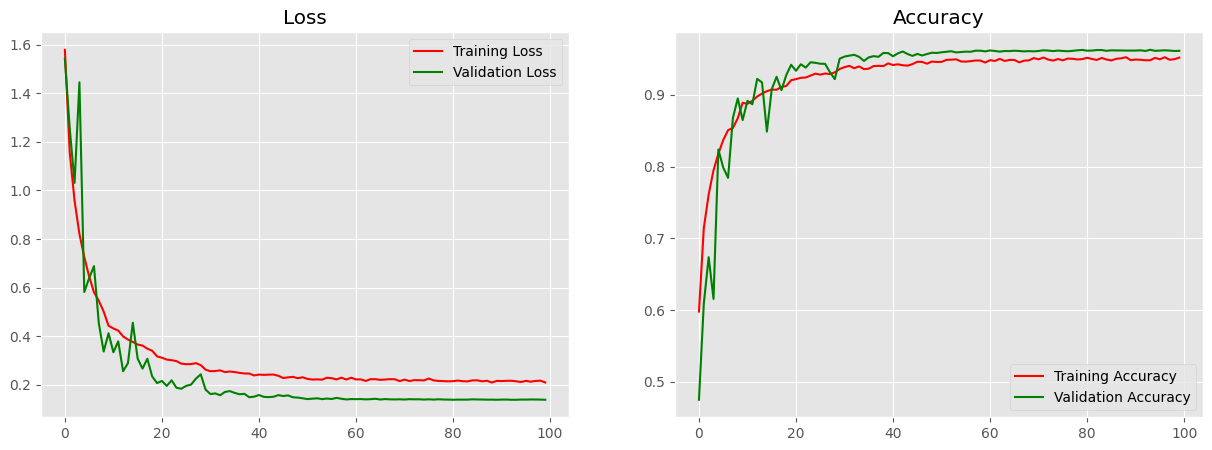 Loss
1.6
1.4
1.2
1.0
0.8
0.6
0.4
0.2
0 20 40 60 80 100
Training Loss
Validation Loss
Accuracy
0.9
0.8
0.7
0.6
0.5
0 20 40 60 80 100
Training Accuracy
Validation Accuracy